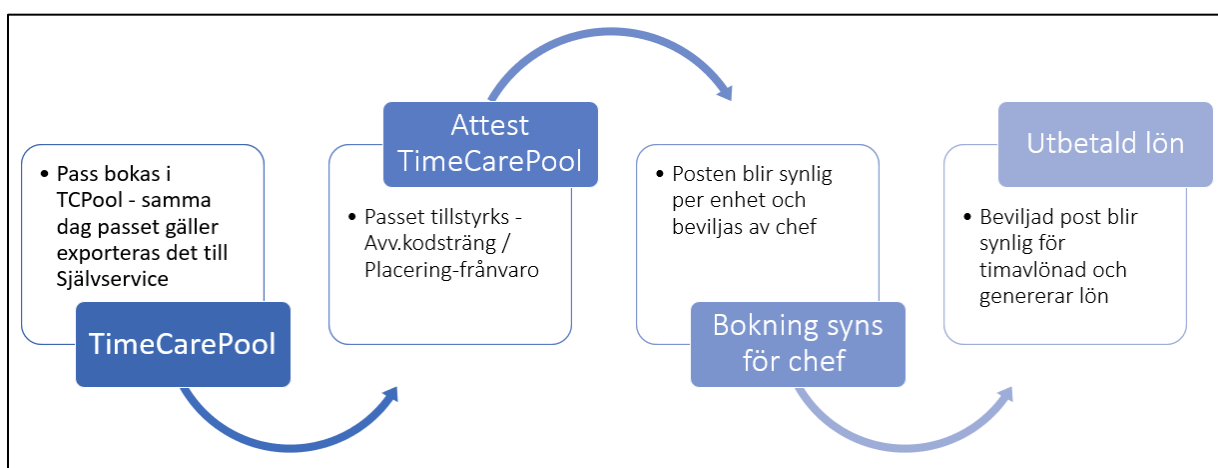 • Pass bokas i
TCPool - samma
dag passet gäller
exporteras det till
Självservice
TimeCarePool
Attest
TimeCarePool
• Passet tillstyrks -
Avv.kodsträng /
Placering-frånvaro
• Posten blir synlig
per enhet och
beviljas av chef
Bokning syns
för chef
Utbetald lön
• Beviljad post blir
synlig för
timavlönad och
genererar lön